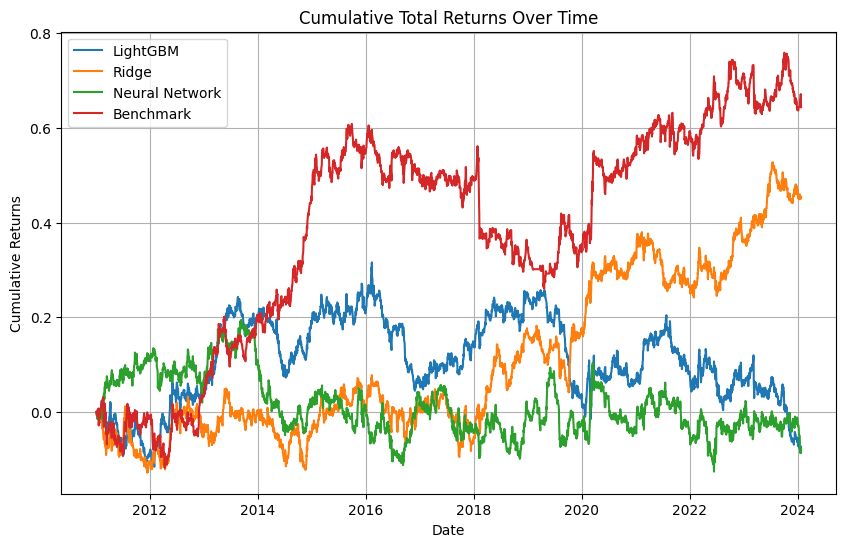 Cumulative Total Returns Over Time
LightGBM
Ridge
Neural Network
Benchmark
Cumulative Returns
0.8
0.6
0.4
0.2
0.0
2012 2014 2016 2018 2020 2022 2024
Date